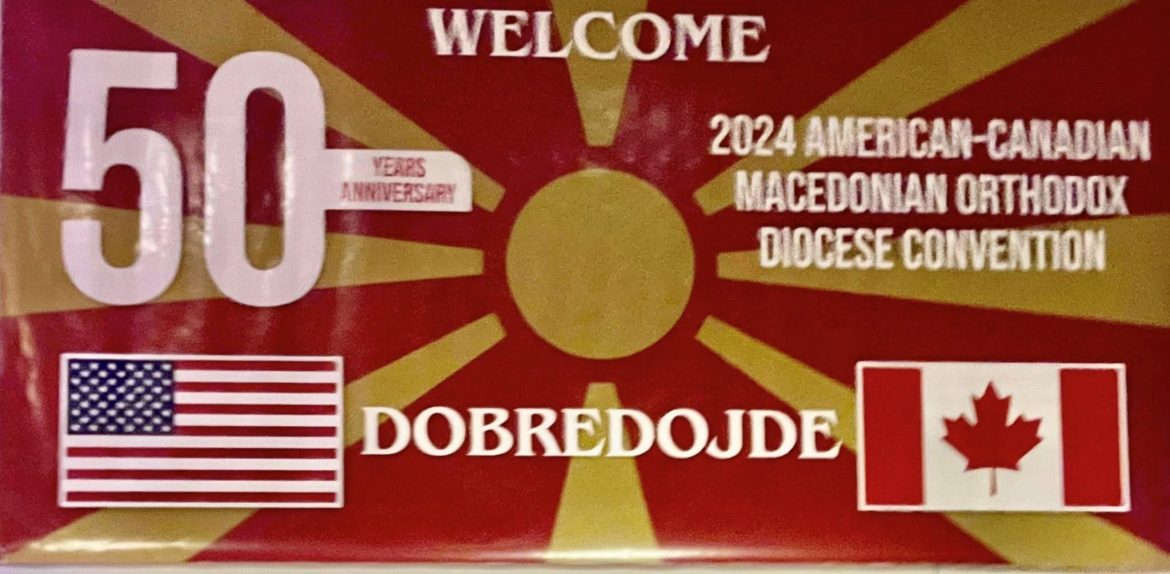 WELCOME
50
YEARS
ANNIVERSARY
2024 AMERICAN-CANADIAN
MACEDONIAN ORTHODOX
DIOCESE CONVENTION
DOBREDOJDE